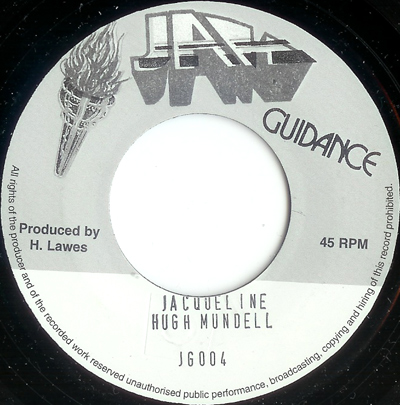 JAH
GUIDANCE
Produced by
H. Lawes
45 RPM
JACQUELINE
HUGH MUNDELL
JG004
All rights of the producer and of the recorded work reserved unauthorised public performance, broadcasting, copying and hiring of this record prohibited.